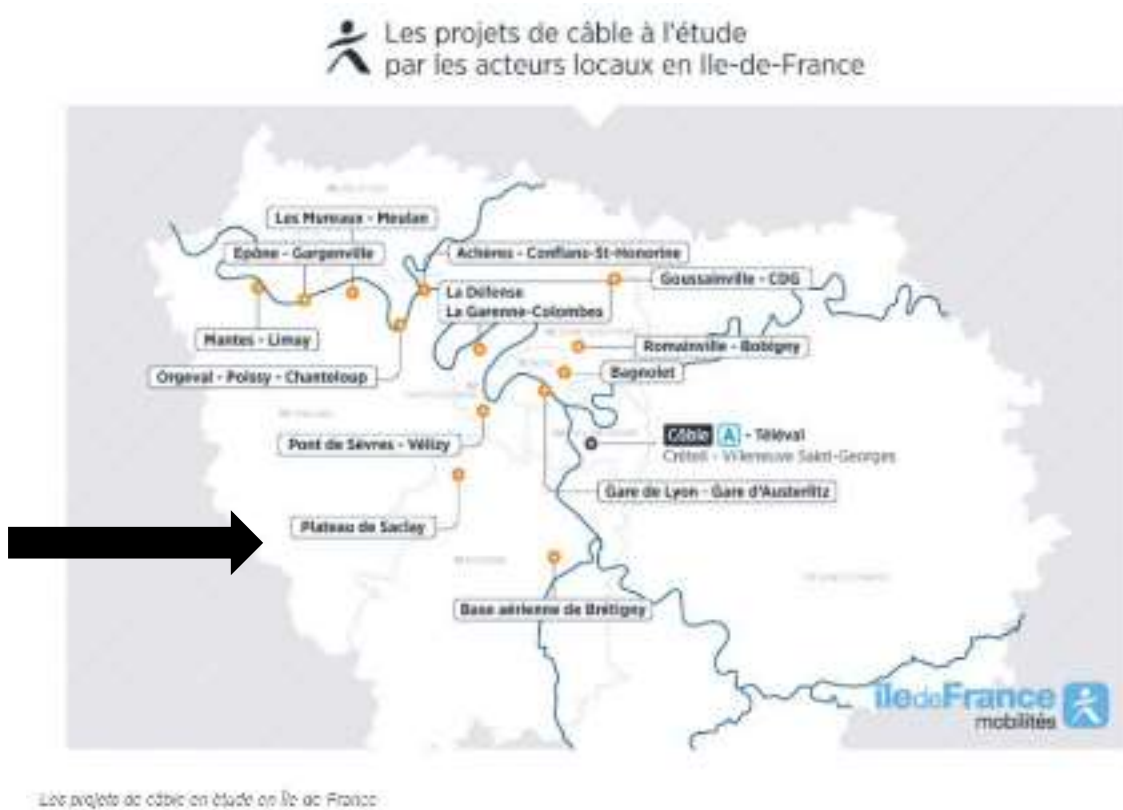 Les projets de câble à l'étude
par les acteurs locaux en Ile-de-France
Les Mureaux - Meulan
Epône - Gargenville
Achères - Conflans-St-Honorine
Goussainville - CDG
La Défense
La Garenne-Colombes
Mantes - Limay
Romainville - Bobigny
Orgeval - Poissy - Chanteloup
Bagnolet
Pont de Sèvres - Vélizy
Câble A - Téléval
Créteil - Villeneuve Saint-Georges
Gare de Lyon - Gare d'Austerlitz
Plateau de Saclay
Base aérienne de Brétigny
îledeFrance
mobilités
Les projets de câble en étude en Île de France